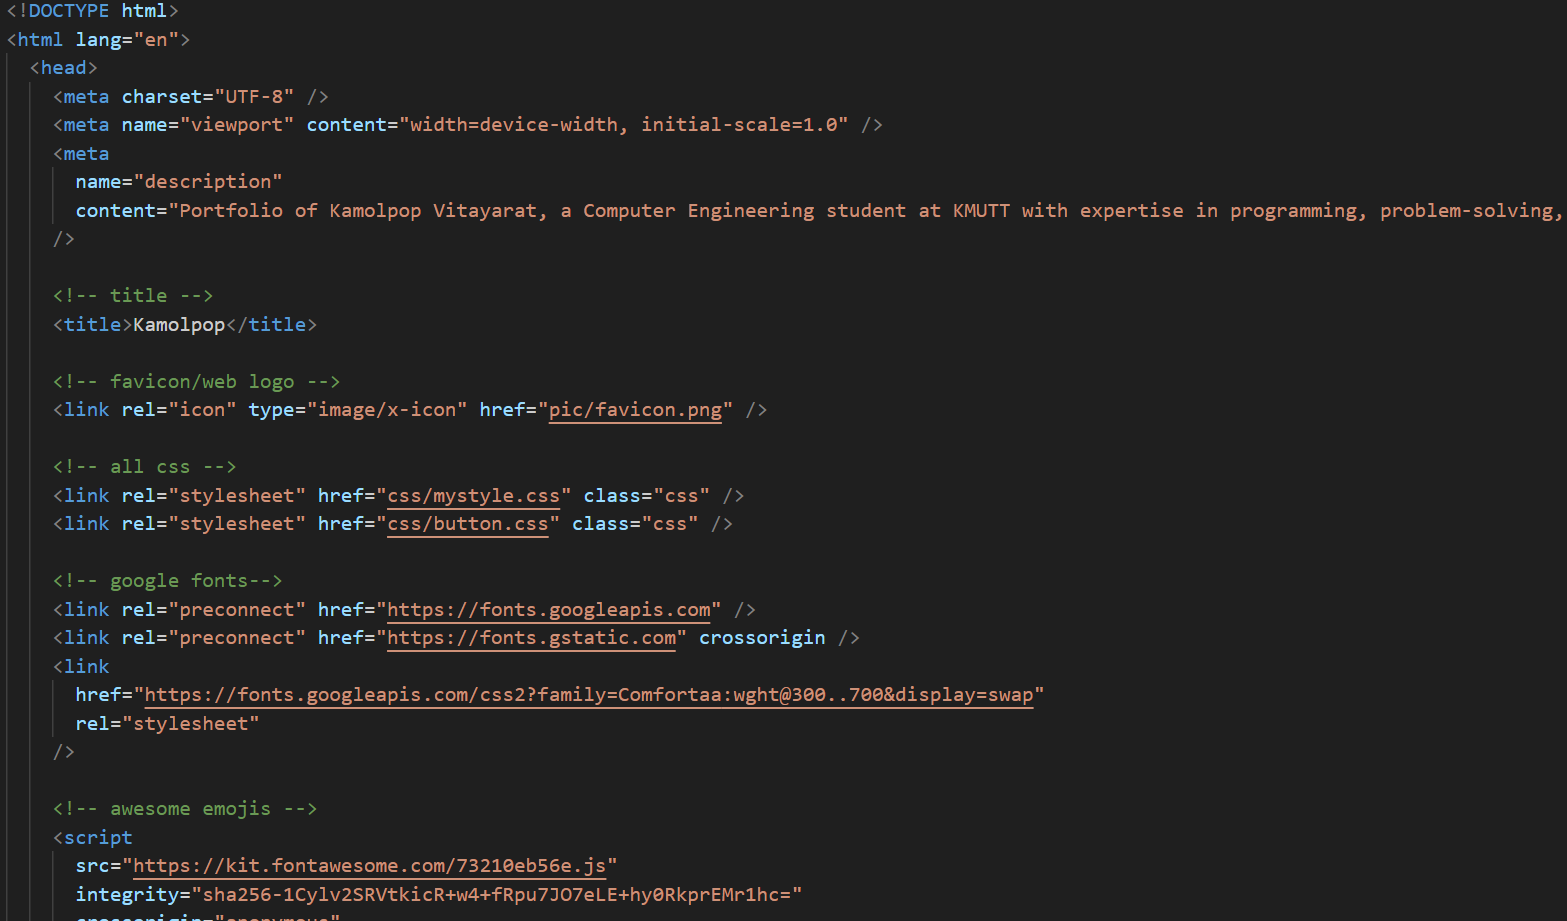 <!DOCTYPE html>
<html lang="en">
<head>
<meta charset="UTF-8" />
<meta name="viewport" content="width=device-width, initial-scale=1.0" />
<meta
name="description"
content="Portfolio of Kamolpop Vitayarat, a Computer Engineering student at KMUTT with expertise in programming, problem-solving,
/>
<!-- title -->
<title>Kamolpop</title>
<!-- favicon/web logo -->
<link rel="icon" type="image/x-icon" href="pic/favicon.png" />
<!-- all css -->
<link rel="stylesheet" href="css/mystyle.css" class="css" />
<link rel="stylesheet" href="css/button.css" class="css" />
<!-- google fonts-->
<link rel="preconnect" href="https://fonts.googleapis.com" />
<link rel="preconnect" href="https://fonts.gstatic.com" crossorigin />
<link
href="https://fonts.googleapis.com/css2?family=Comfortaa:wght@300..700&display=swap"
rel="stylesheet"
/>
<!-- awesome emojis -->
<script
src="https://kit.fontawesome.com/73210eb56e.js"
integrity="sha256-1Cylv2SRVtkicR+w4+fRpu7JO7eLE+hy0RkprEMr1hc="
crossorigin="anonymous"